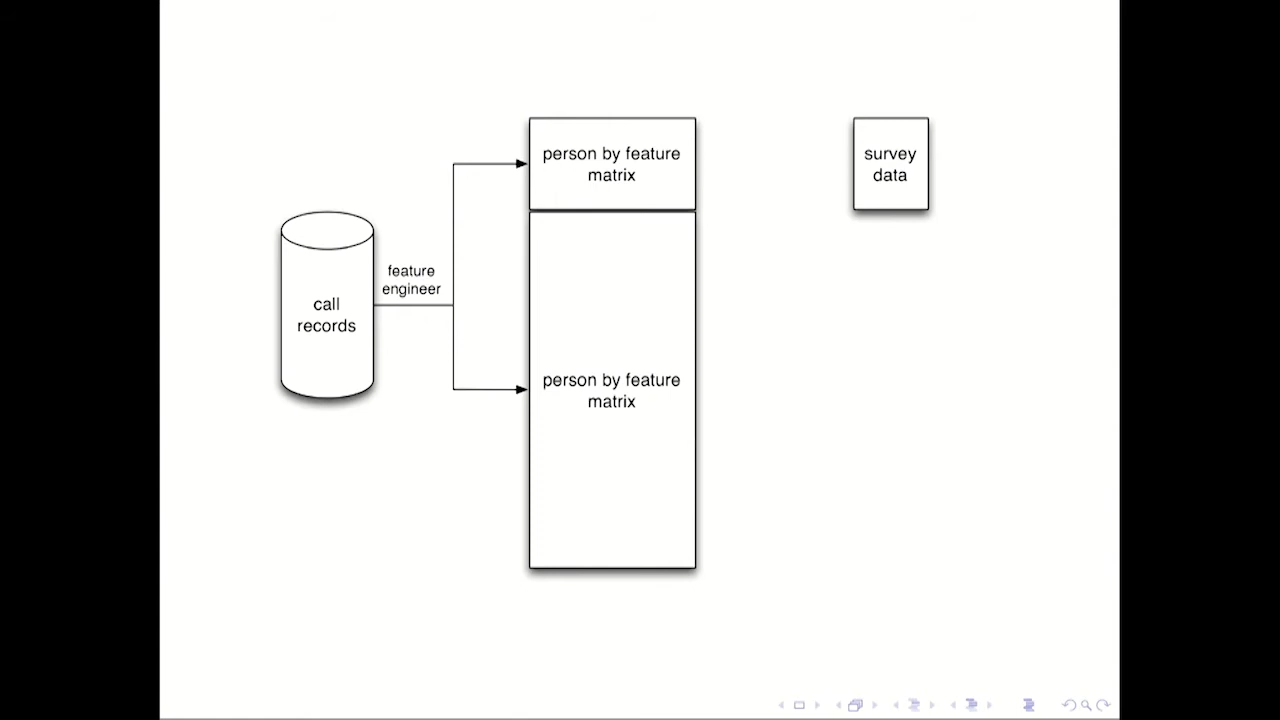 person by feature
matrix
survey
data
feature
engineer
call
records
person by feature
matrix